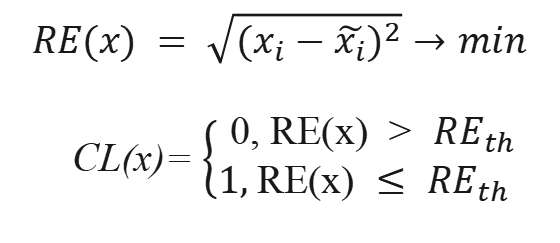 RE(x) = √(xᵢ − x̃ᵢ)² → min
CL(x)= { 0, RE(x) > RE_th
1, RE(x) ≤ RE_th